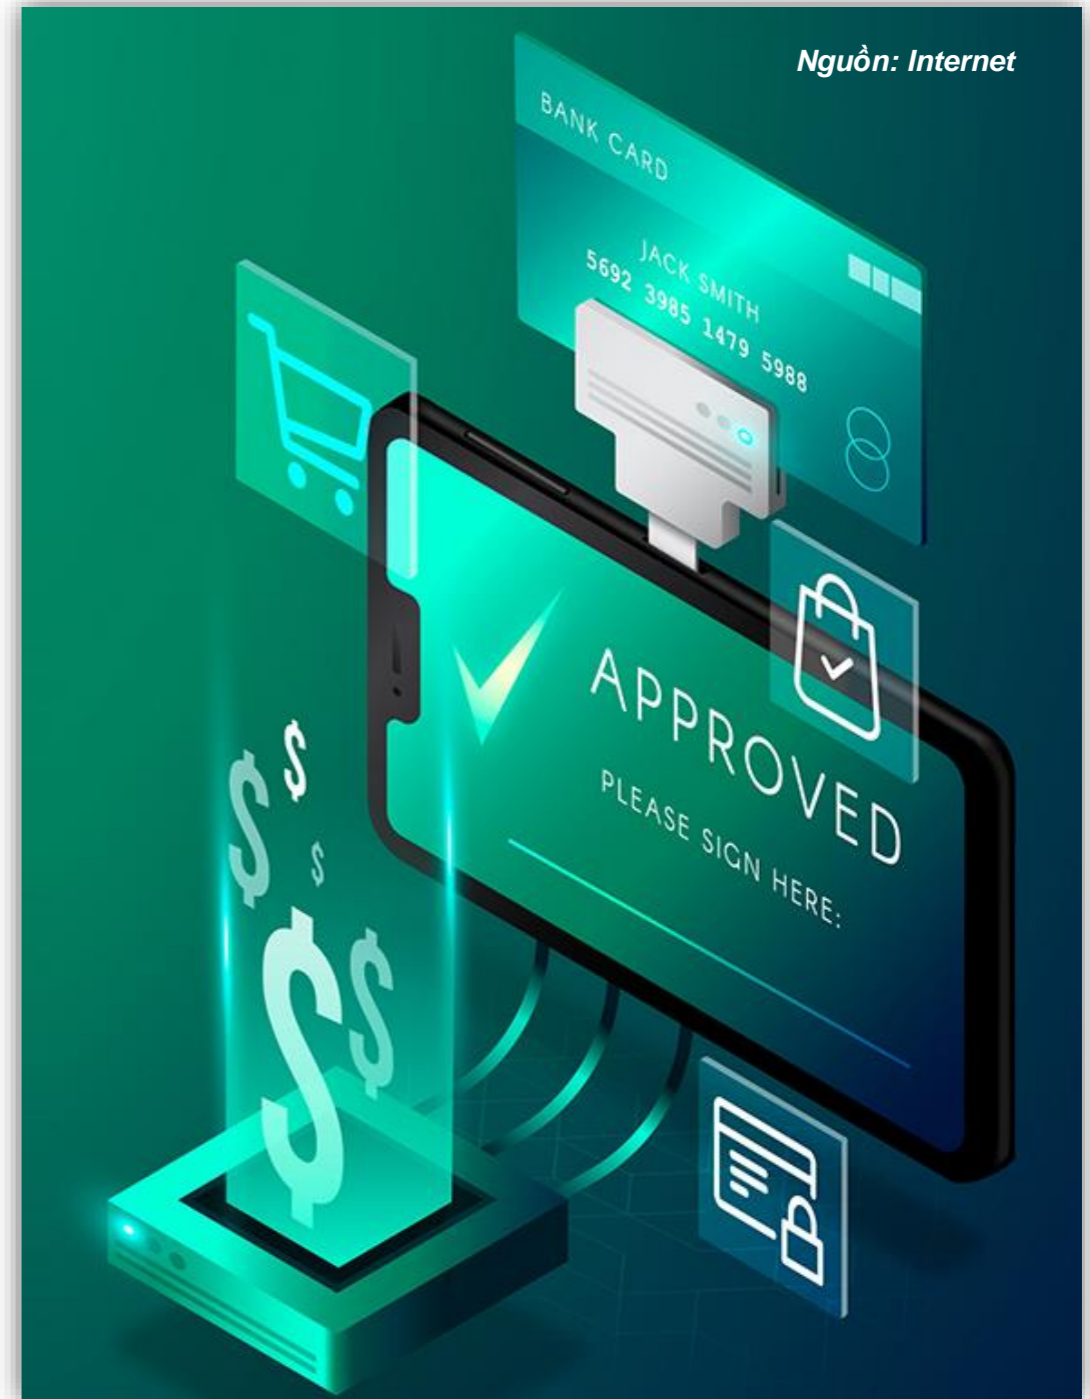 Nguồn: Internet
BANK CARD
JACK SMITH
5692 3985 1479 5988
APPROVED
PLEASE SIGN HERE:
$
$
$
$
$